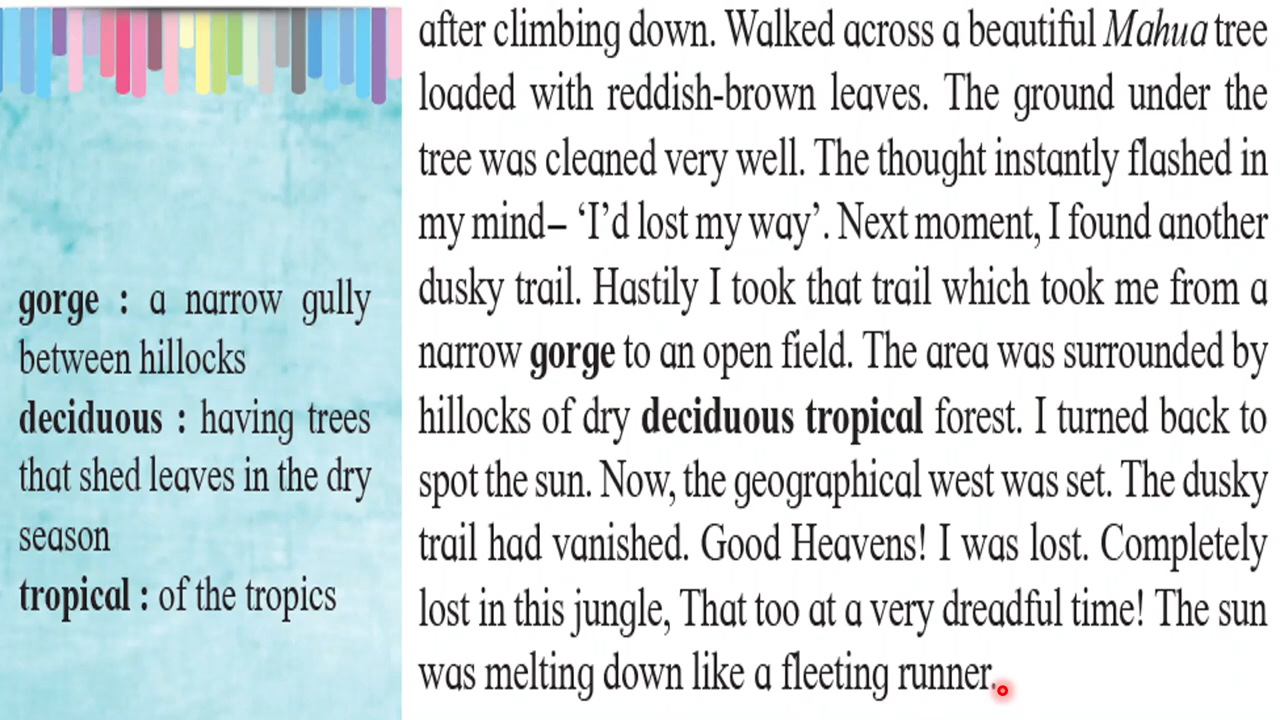 gorge : a narrow gully
between hillocks
deciduous : having trees
that shed leaves in the dry
season
tropical : of the tropics
after climbing down. Walked across a beautiful Mahua tree
loaded with reddish-brown leaves. The ground under the
tree was cleaned very well. The thought instantly flashed in
my mind– ‘I’d lost my way’. Next moment, I found another
dusky trail. Hastily I took that trail which took me from a
narrow gorge to an open field. The area was surrounded by
hillocks of dry deciduous tropical forest. I turned back to
spot the sun. Now, the geographical west was set. The dusky
trail had vanished. Good Heavens! I was lost. Completely
lost in this jungle, That too at a very dreadful time! The sun
was melting down like a fleeting runner.